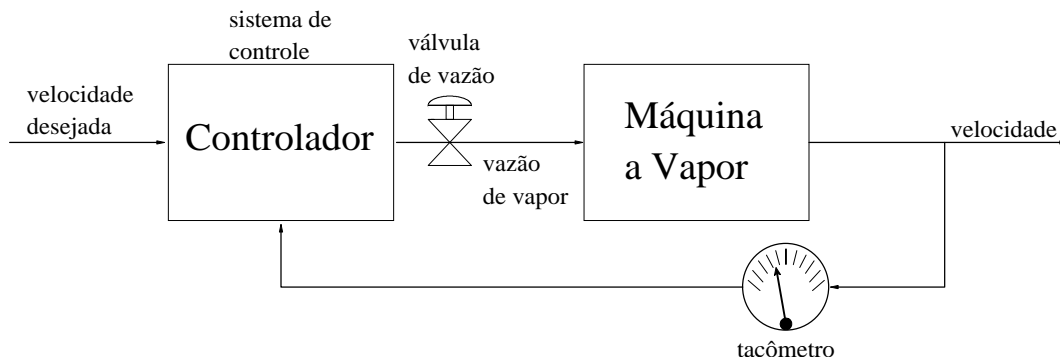 sistema de
controle
válvula
de vazão
velocidade
desejada
Controlador
Máquina
a Vapor
velocidade
vazão
de vapor
tacômetro